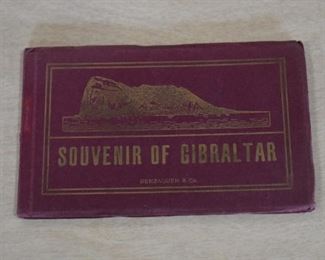 SOUVENIR OF GIBRALTAR
BENZAQUEN & Co.